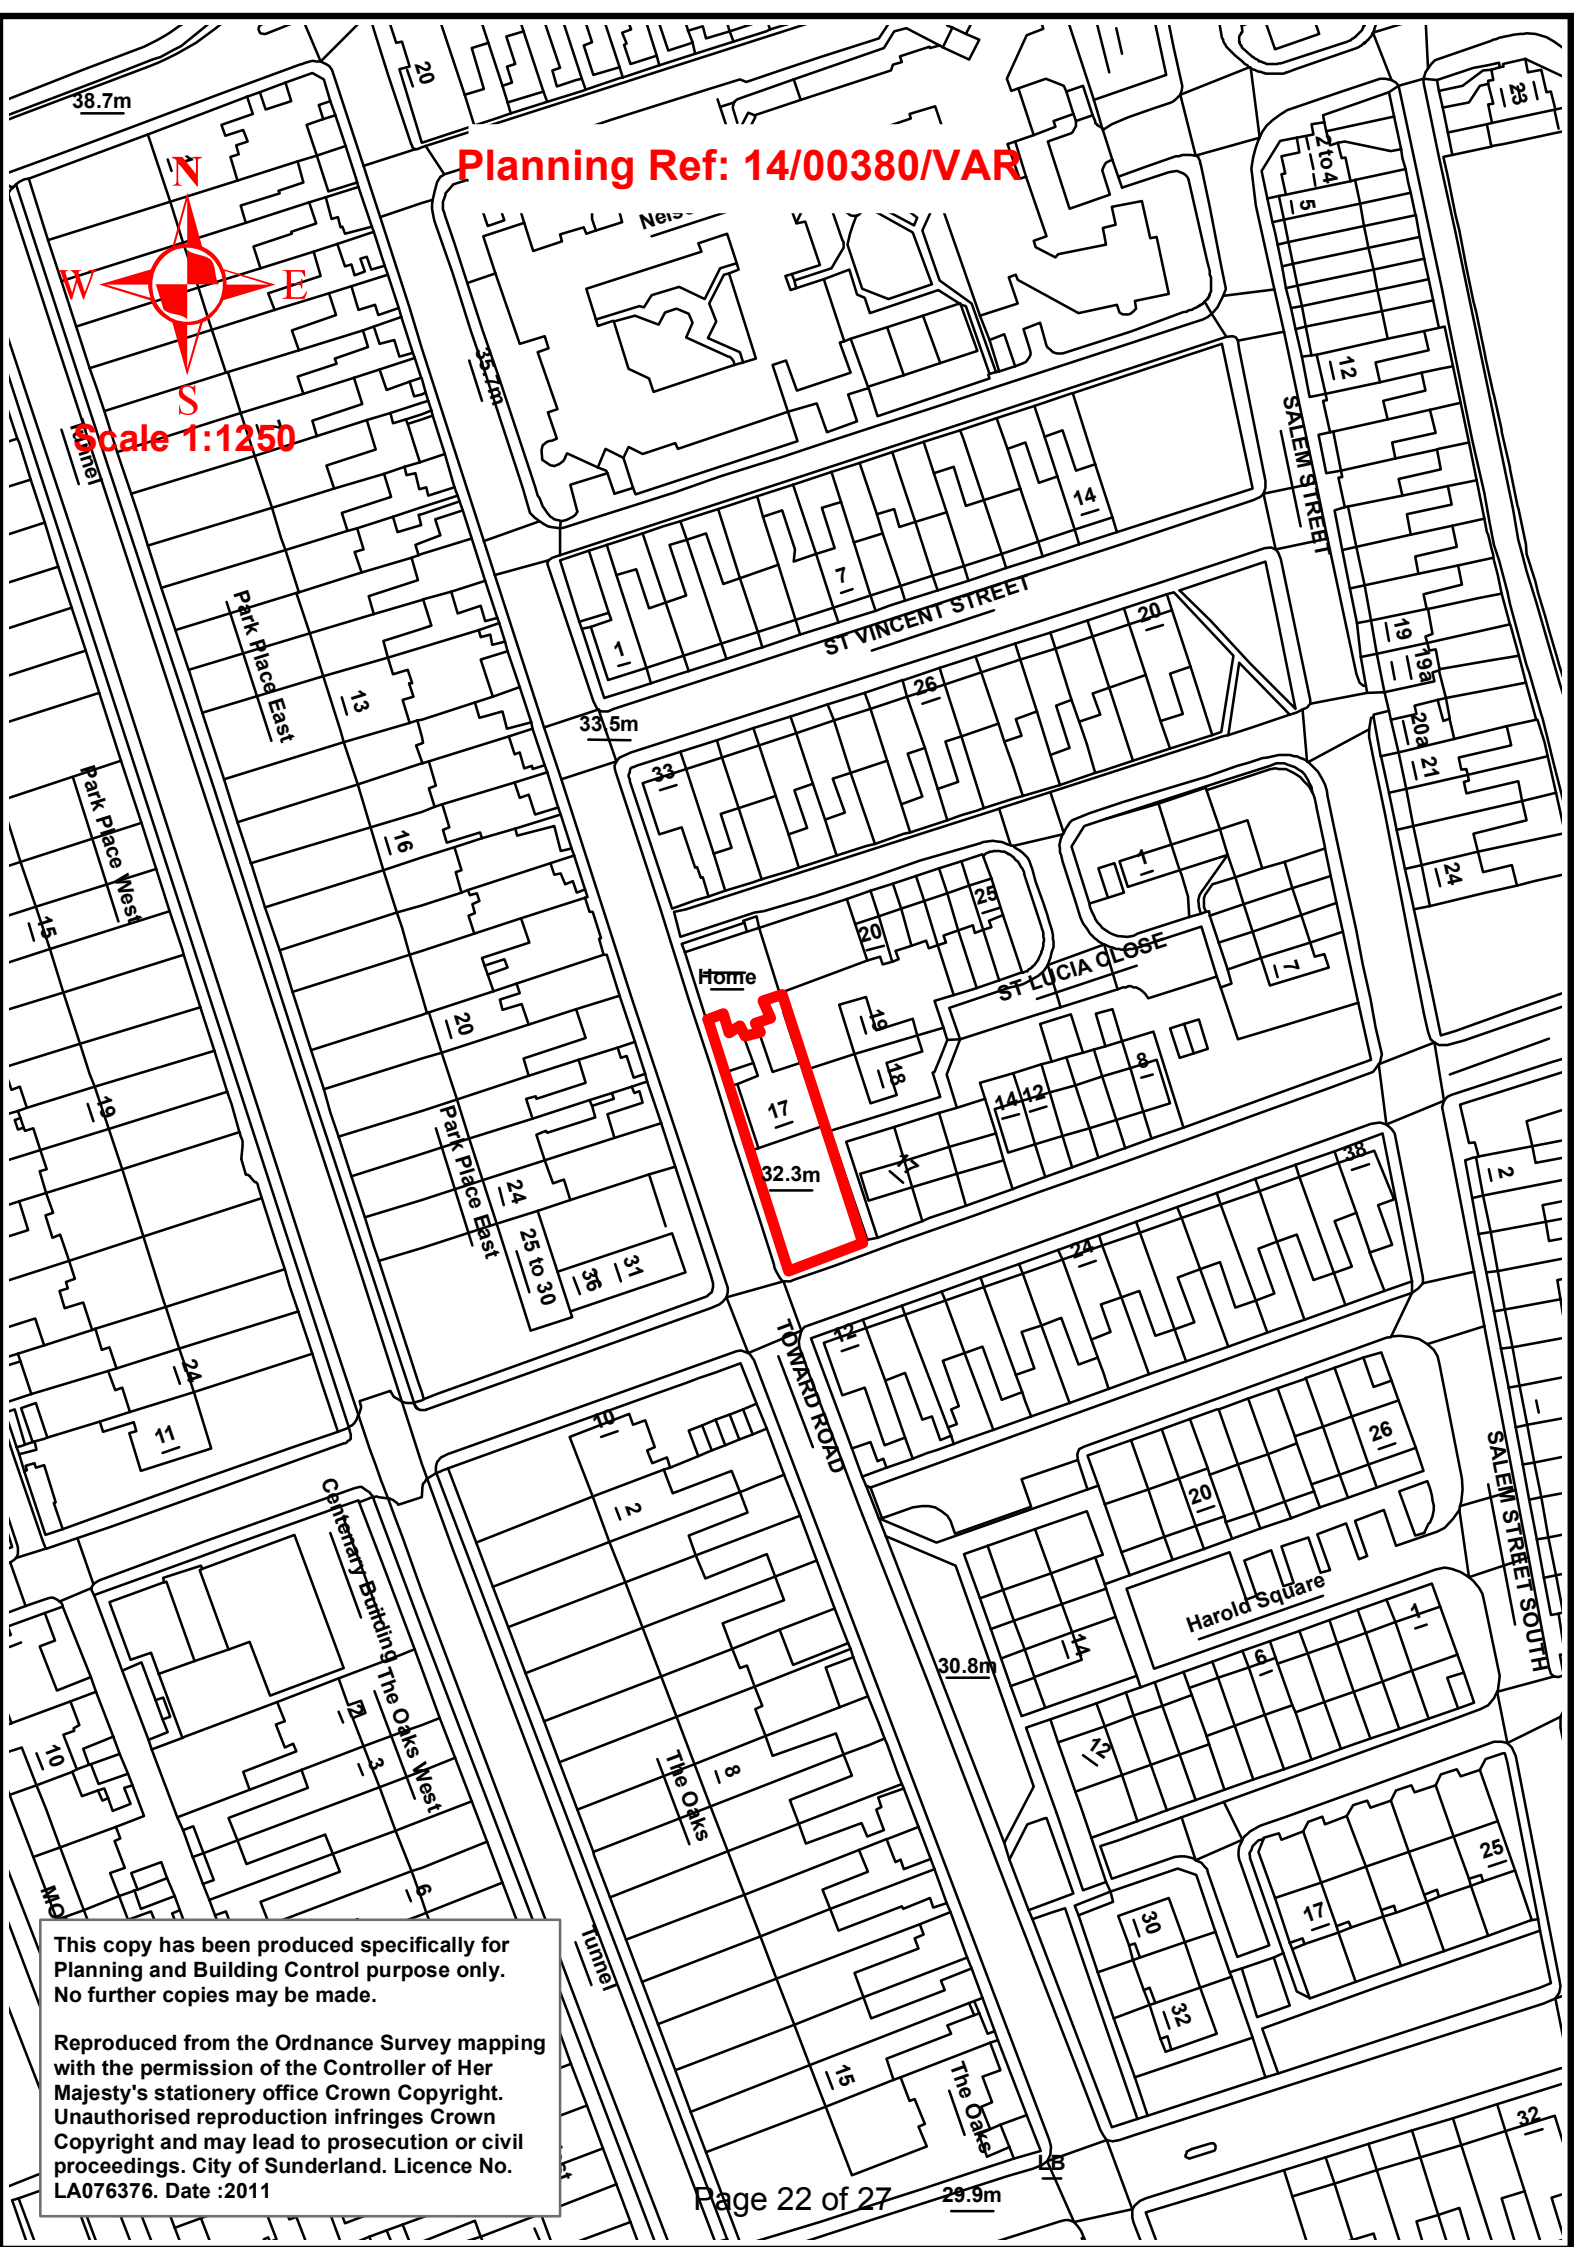 38.7m
20
23
Planning Ref: 14/00380/VAR
N
W
E
S
Scale 1:1250
2 to 4
5
12
35.7m
Tunnel
SALEM STREET
14
7
1
ST VINCENT STREET
Park Place East
13
33.5m
33
26
20
19
19a
20a
21
24
Park Place West
15
16
1
25
20
Home
ST LUCIA CLOSE
7
19
18
20
19
17
14
12
8
32.3m
17
Park Place East
24
25 to 30
36
31
38
2
24
12
TOWARD ROAD
24
11
10
2
20
26
SALEM STREET SOUTH
Centenary Building
Harold Square
14
1
6
30.8m
12
The Oaks West
2
3
10
6
The Oaks
8
25
17
30
32
Tunnel
15
The Oaks
LB
32
29.9m
This copy has been produced specifically for
Planning and Building Control purpose only.
No further copies may be made.
Reproduced from the Ordnance Survey mapping
with the permission of the Controller of Her
Majesty's stationery office Crown Copyright.
Unauthorised reproduction infringes Crown
Copyright and may lead to prosecution or civil
proceedings. City of Sunderland. Licence No.
LA076376. Date :2011
Page 22 of 27